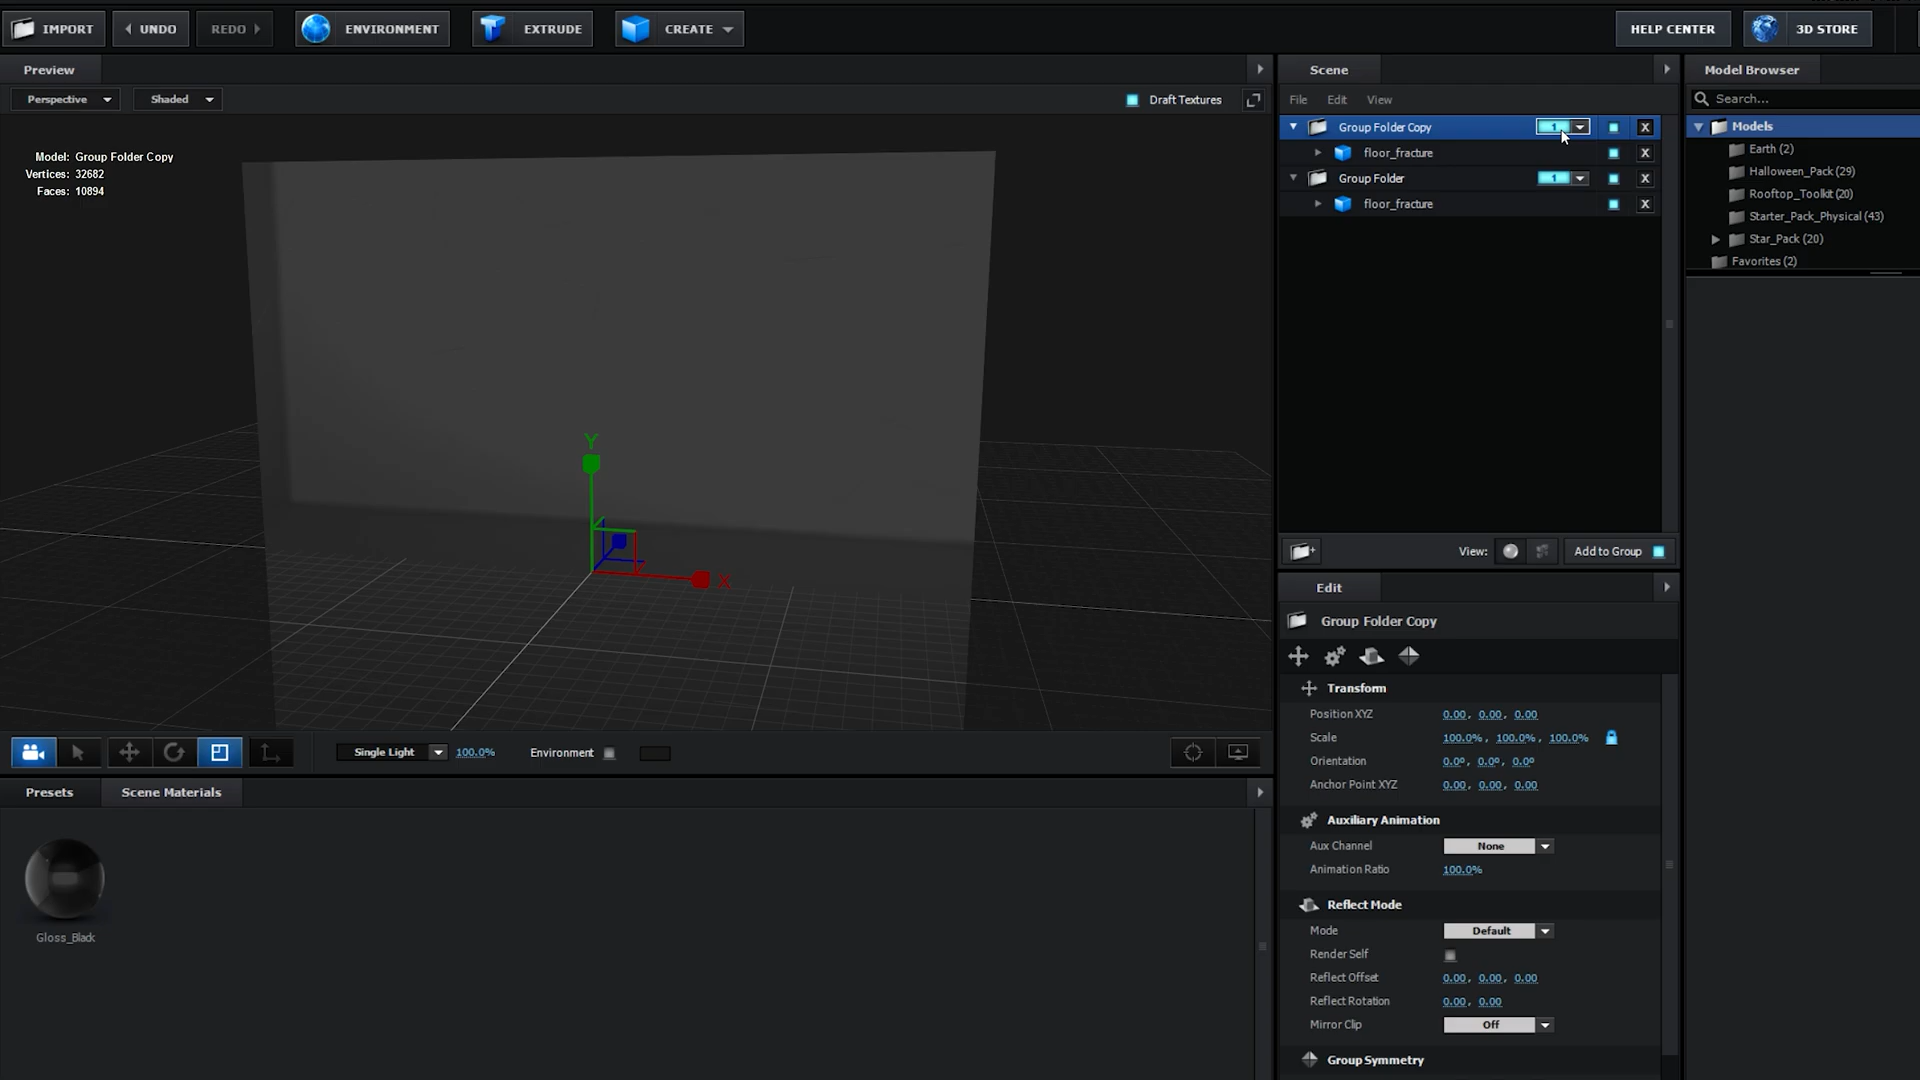 IMPORT
UNDO
REDO
ENVIRONMENT
EXTRUDE
CREATE
HELP CENTER
3D STORE
Preview
Scene
Model Browser
Perspective
Shaded
Draft Textures
File
Edit
View
Search...
Model: Group Folder Copy
Vertices: 32682
Faces: 10894
Group Folder Copy
1
X
floor_fracture
X
Group Folder
1
X
floor_fracture
X
Models
Earth (2)
Halloween_Pack (29)
Rooftop_Toolkit (20)
Starter_Pack_Physical (43)
Star_Pack (20)
Favorites (2)
Y
X
View:
Add to Group
Edit
Group Folder Copy
Transform
Position XYZ
0.00, 0.00, 0.00
Scale
100.0%, 100.0%, 100.0%
Orientation
0.0º, 0.0º, 0.0º
Anchor Point XYZ
0.00, 0.00, 0.00
Auxiliary Animation
Aux Channel
None
Animation Ratio
100.0%
Reflect Mode
Mode
Default
Render Self
Reflect Offset
0.00, 0.00, 0.00
Reflect Rotation
0.00, 0.00
Mirror Clip
Off
Group Symmetry
Single Light
100.0%
Environment
Presets
Scene Materials
Gloss_Black